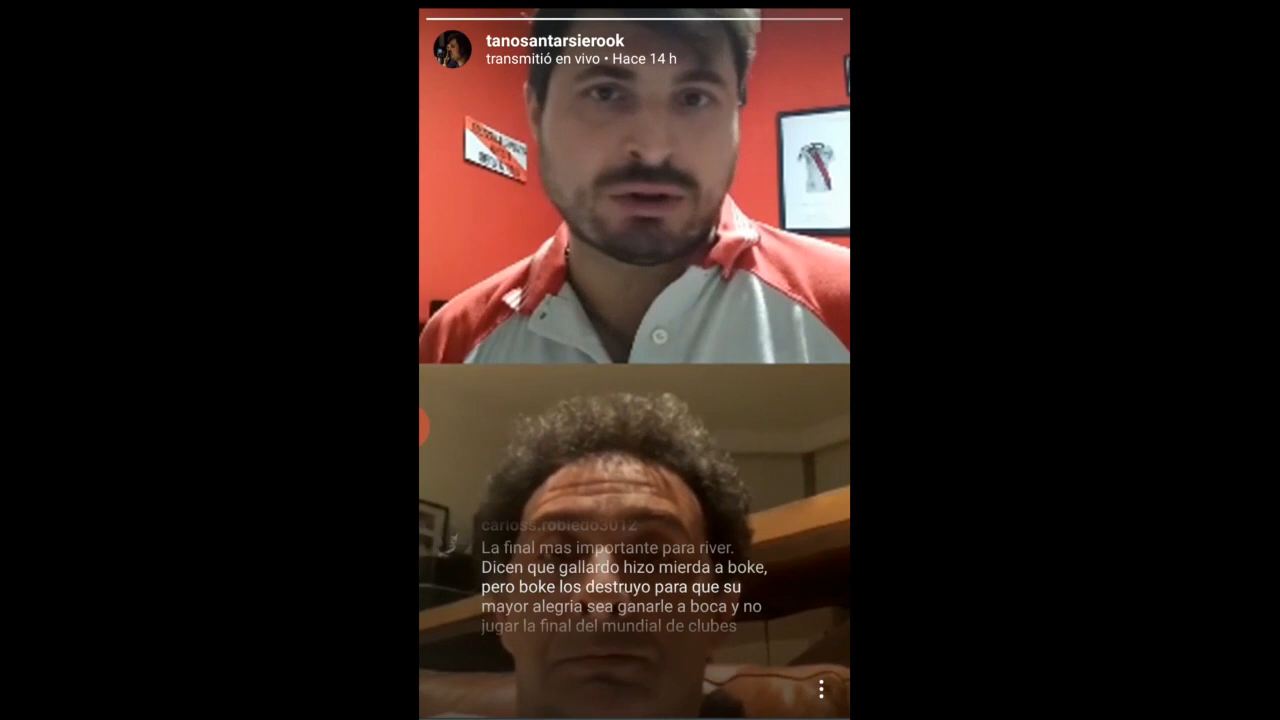 tanosantarsierook
transmitió en vivo • Hace 14 h
carloss.robledo3012
La final mas importante para river.
Dicen que gallardo hizo mierda a boke,
pero boke los destruyo para que su
mayor alegria sea ganarle a boca y no
jugar la final del mundial de clubes